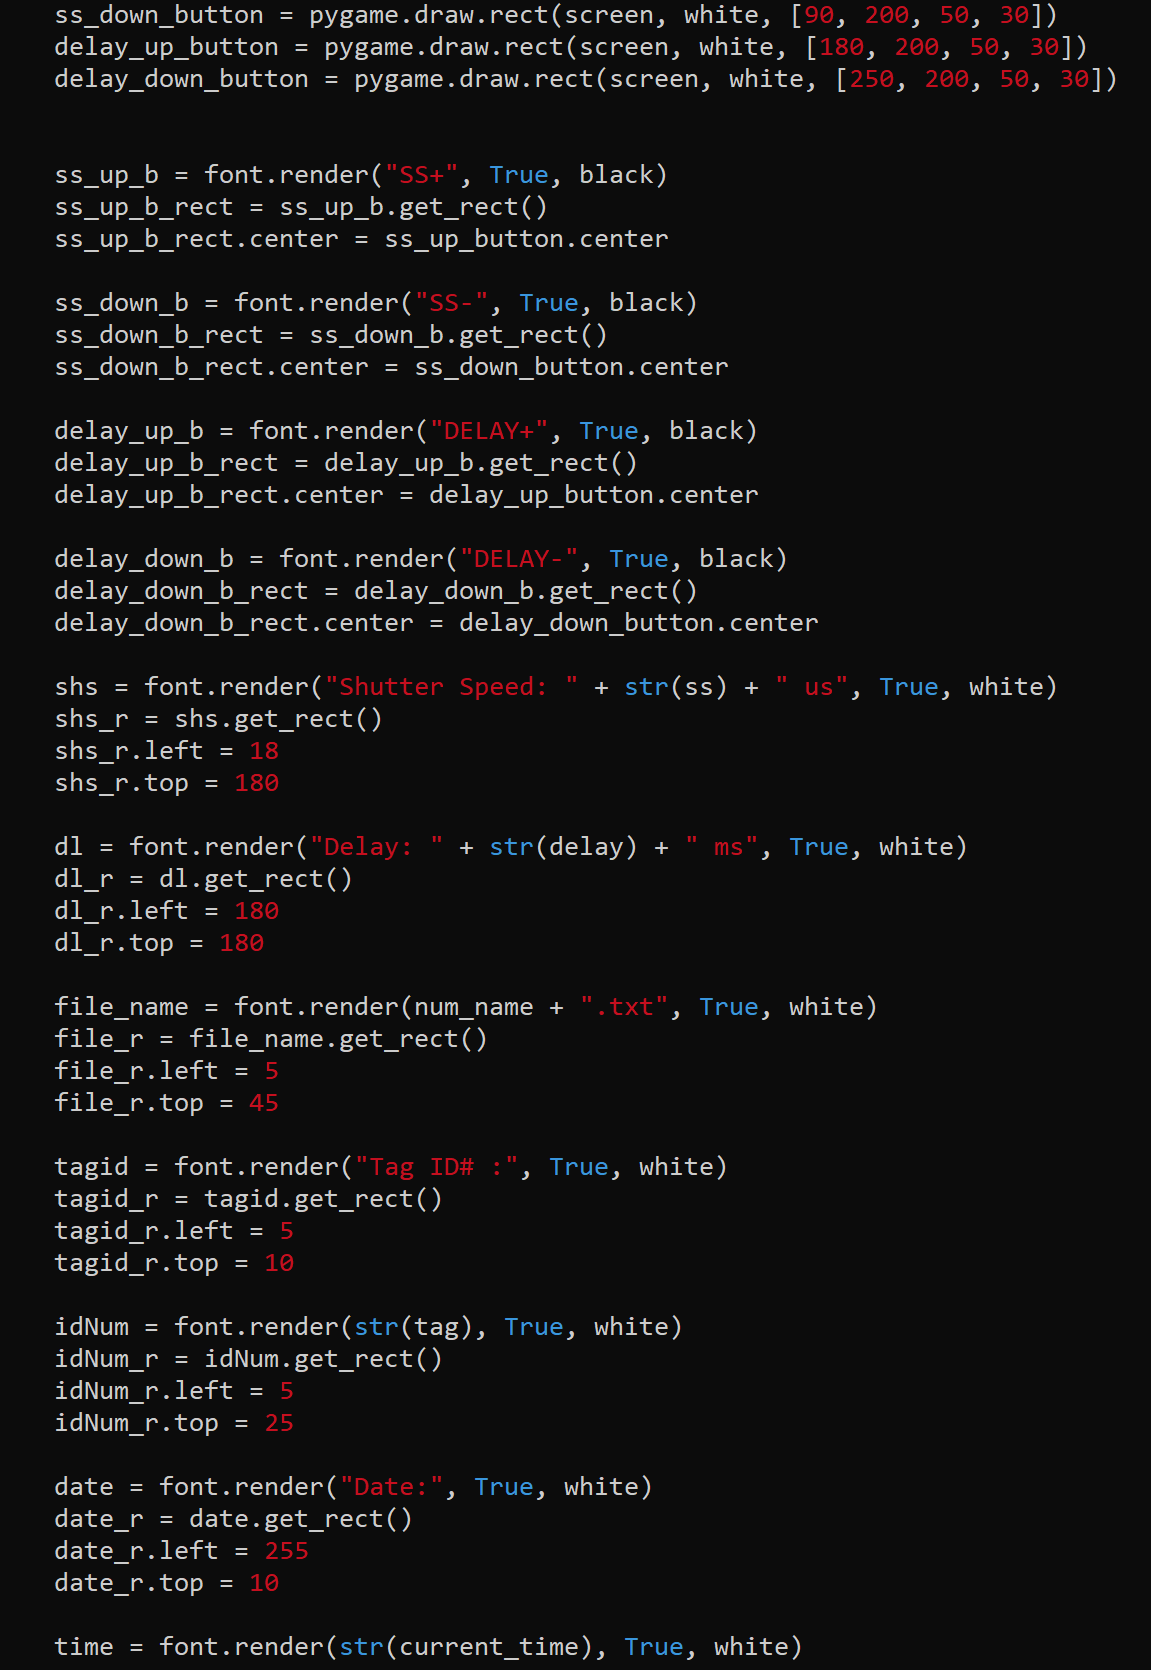 ss_down_button = pygame.draw.rect(screen, white, [90, 200, 50, 30])
delay_up_button = pygame.draw.rect(screen, white, [180, 200, 50, 30])
delay_down_button = pygame.draw.rect(screen, white, [250, 200, 50, 30])
ss_up_b = font.render("SS+", True, black)
ss_up_b_rect = ss_up_b.get_rect()
ss_up_b_rect.center = ss_up_button.center
ss_down_b = font.render("SS-", True, black)
ss_down_b_rect = ss_down_b.get_rect()
ss_down_b_rect.center = ss_down_button.center
delay_up_b = font.render("DELAY+", True, black)
delay_up_b_rect = delay_up_b.get_rect()
delay_up_b_rect.center = delay_up_button.center
delay_down_b = font.render("DELAY-", True, black)
delay_down_b_rect = delay_down_b.get_rect()
delay_down_b_rect.center = delay_down_button.center
shs = font.render("Shutter Speed: " + str(ss) + " us", True, white)
shs_r = shs.get_rect()
shs_r.left = 18
shs_r.top = 180
dl = font.render("Delay: " + str(delay) + " ms", True, white)
dl_r = dl.get_rect()
dl_r.left = 180
dl_r.top = 180
file_name = font.render(num_name + ".txt", True, white)
file_r = file_name.get_rect()
file_r.left = 5
file_r.top = 45
tagid = font.render("Tag ID# :", True, white)
tagid_r = tagid.get_rect()
tagid_r.left = 5
tagid_r.top = 10
idNum = font.render(str(tag), True, white)
idNum_r = idNum.get_rect()
idNum_r.left = 5
idNum_r.top = 25
date = font.render("Date:", True, white)
date_r = date.get_rect()
date_r.left = 255
date_r.top = 10
time = font.render(str(current_time), True, white)